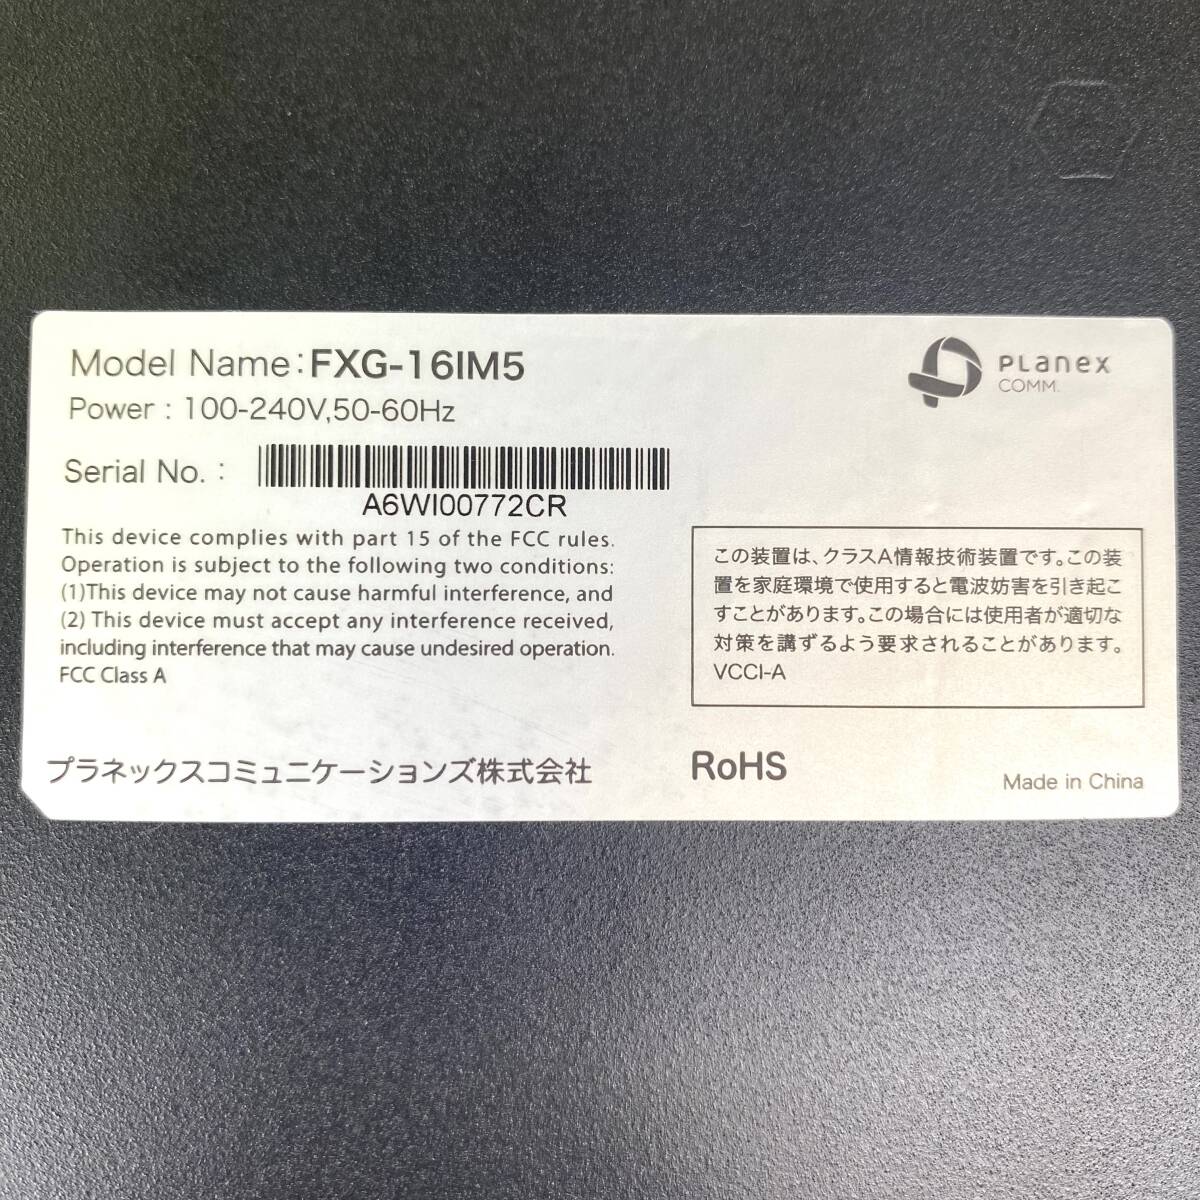 Model Name:FXG-16IM5
PLanex
COMM.
Power : 100-240V,50-60Hz
Serial No. :
A6WI00772CR
This device complies with part 15 of the FCC rules.
Operation is subject to the following two conditions:
(1)This device may not cause harmful interference, and
(2) This device must accept any interference received,
including interference that may cause undesired operation.
FCC Class A
この装置は、クラスA情報技術装置です。この装
置を家庭環境で使用すると電波妨害を引き起こ
すことがあります。この場合には使用者が適切な
対策を講ずるよう要求されることがあります。
VCCI-A
プラネックスコミュニケーションズ株式会社
RoHS
Made in China